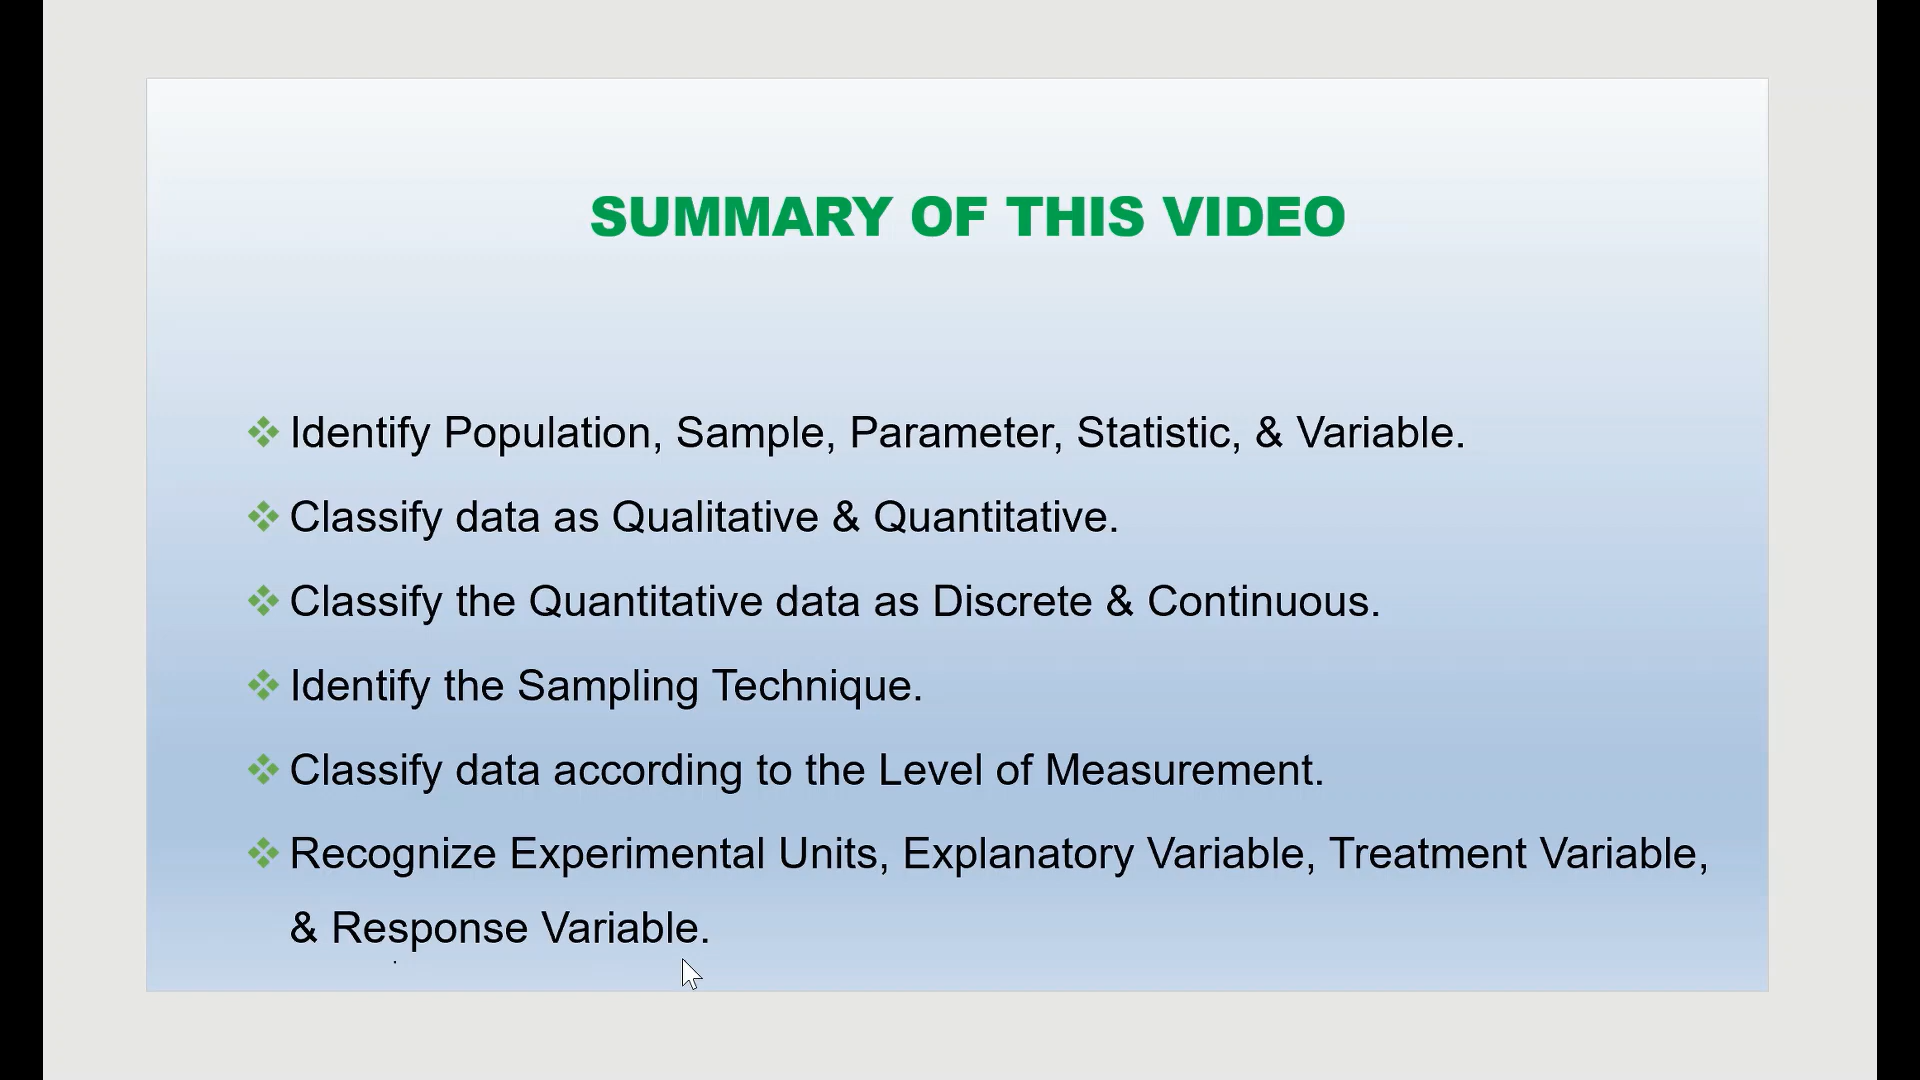 SUMMARY OF THIS VIDEO
Identify Population, Sample, Parameter, Statistic, & Variable.
Classify data as Qualitative & Quantitative.
Classify the Quantitative data as Discrete & Continuous.
Identify the Sampling Technique.
Classify data according to the Level of Measurement.
Recognize Experimental Units, Explanatory Variable, Treatment Variable,
& Response Variable.